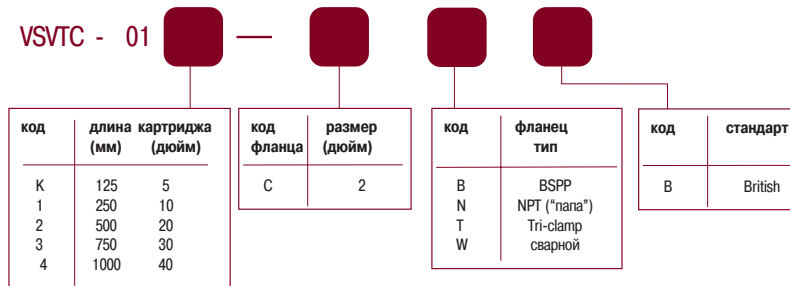 VSVTC - 01 —
код длина картриджа
(мм) (дюйм)
K 125 5
1 250 10
2 500 20
3 750 30
4 1000 40
код размер
фланца (дюйм)
C 2
код фланец
тип
B BSPP
N NPT ("папа")
T Tri-clamp
W сварной
код стандарт
B British